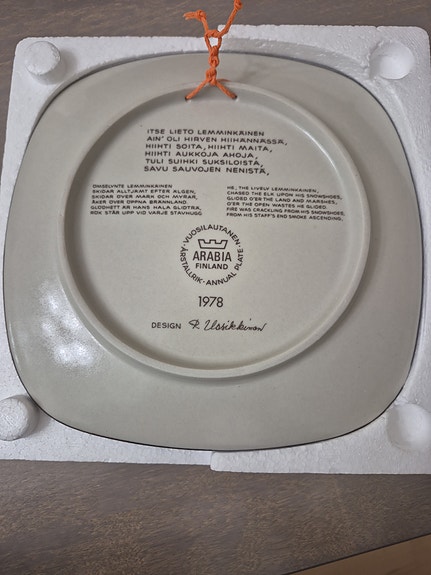 ITSE LIETO LEMMINKÄINEN
AIN' OLI HIRVEN HIIHÄNNÄSSÄ,
HIIHTI SOITA, HIIHTI MAITA,
HIIHTI AUKKOJA AHOJA,
TULI SUIHKI SUKSILOISTA,
SAVU SAUVOJEN NENISTÄ,
OMSELYNTE LEMMINKÄINEN
SKIDAR ALLTJÄMT EFTER ÄLGEN,
SKIDAR ÖVER MARK OCH MYRAR,
ÅKER ÖVER ÖPPNA BRÄNNLAND.
GLÖDHETT ÄR HANS HALA GLIDTRÄ,
RÖK STÅR UPP VID VARJE STAVHUGG.
HE, THE LIVELY LEMMINKAINEN,
CHASED THE ELK UPON HIS SNOWSHOES,
GLIDED O'ER THE LAND AND MARSHES,
O'ER THE OPEN WASTES HE GLIDED.
FIRE WAS CRACKLING FROM HIS SNOWSHOES,
FROM HIS STAFF'S END SMOKE ASCENDING.
VUOSILAUTANEN·
ÅRSTALLRIK·ANNUAL PLATE·
ARABIA
FINLAND
1978
DESIGN R. Uosikkinen